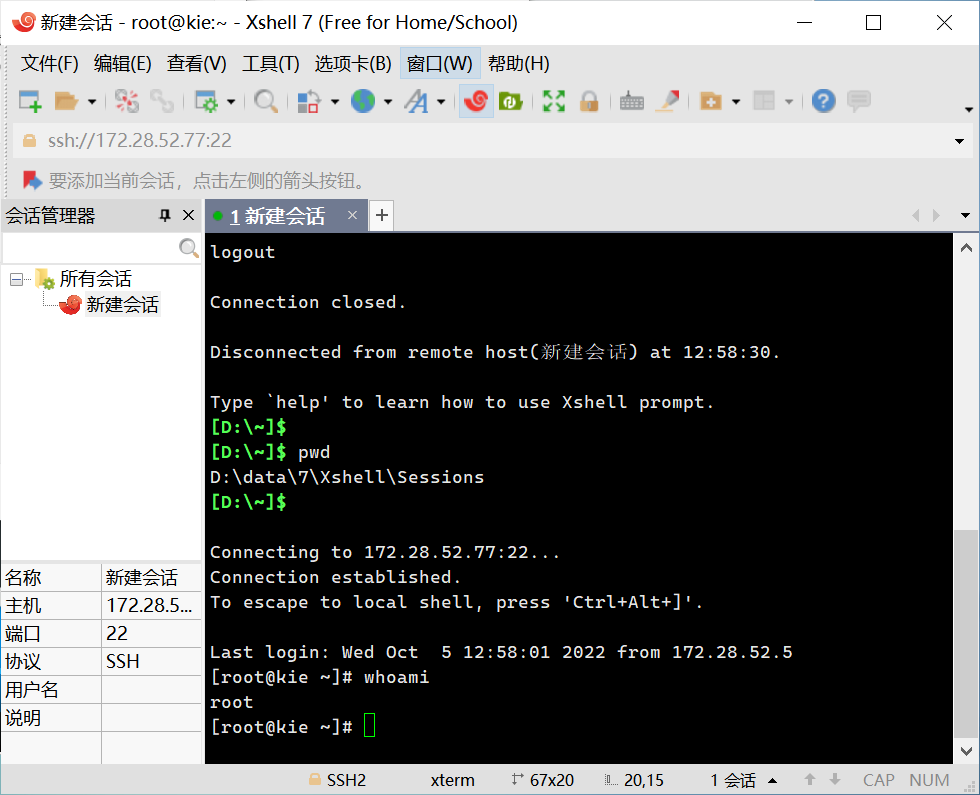 新建会话 - root@kie:~ - Xshell 7 (Free for Home/School)
文件(F) 编辑(E) 查看(V) 工具(T) 选项卡(B) 窗口(W) 帮助(H)
ssh://172.28.52.77:22
要添加当前会话，点击左侧的箭头按钮。
会话管理器
1 新建会话
所有会话
新建会话
名称 新建会话
主机 172.28.5...
端口 22
协议 SSH
用户名
说明
logout
Connection closed.
Disconnected from remote host(新建会话) at 12:58:30.
Type `help' to learn how to use Xshell prompt.
[D:\~]$
[D:\~]$ pwd
D:\data\7\Xshell\Sessions
[D:\~]$
Connecting to 172.28.52.77:22...
Connection established.
To escape to local shell, press 'Ctrl+Alt+]'.
Last login: Wed Oct  5 12:58:01 2022 from 172.28.52.5
[root@kie ~]# whoami
root
[root@kie ~]#
SSH2 xterm 67x20 20,15 1 会话 CAP NUM